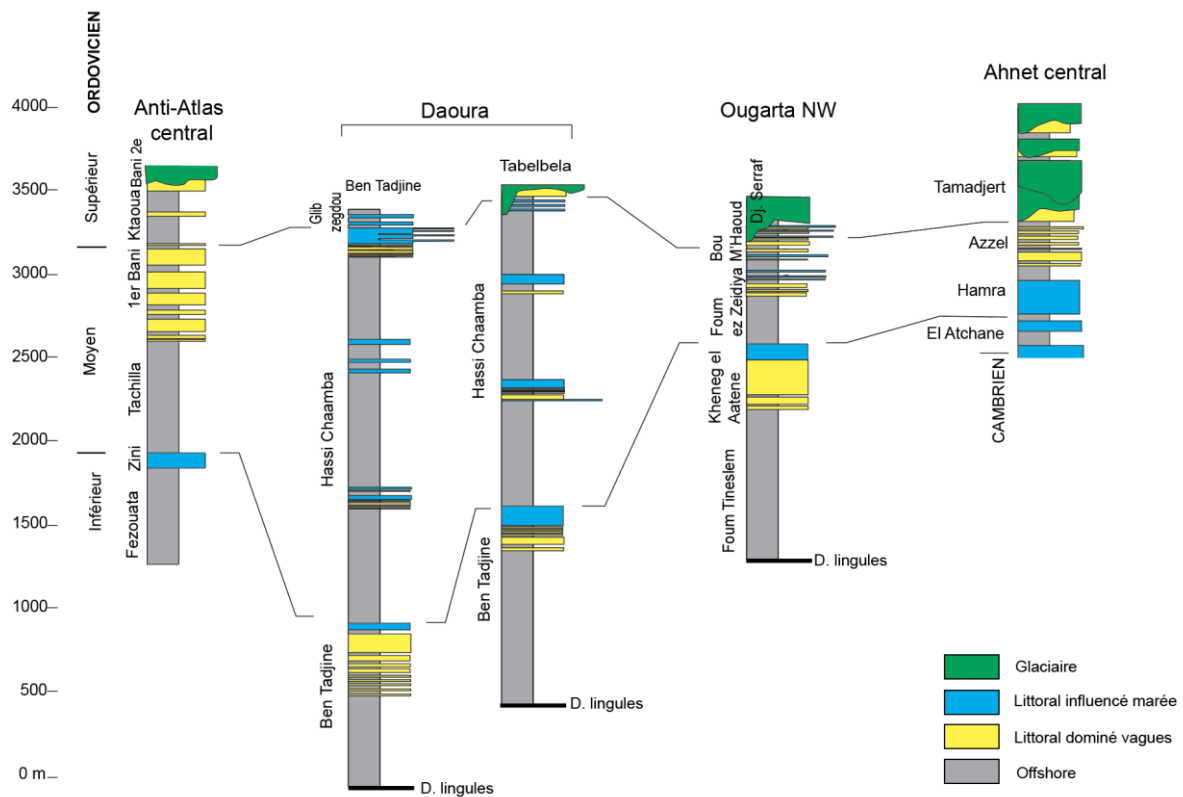 ORDOVICIEN
4000
3500
3000
2500
2000
1500
1000
500
0 m
Supérieur
Moyen
Inférieur
Anti-Atlas
central
Bani 2e
Ktaoua
1er Bani
Tachilla
Zini
Fezouata
Daoura
Ben Tadjine
Glib
zegdou
Hassi Chaamba
Ben Tadjine
D. lingules
Tabelbela
Hassi Chaamba
Ben Tadjine
D. lingules
Ougarta NW
Dj. Serraf
Bou
M'Haoud
Foum
ez Zeidiya
Kheneg el
Aatene
Foum Tineslem
D. lingules
Ahnet central
Tamadjert
Azzel
Hamra
El Atchane
CAMBRIEN
Glaciaire
Littoral influencé marée
Littoral dominé vagues
Offshore